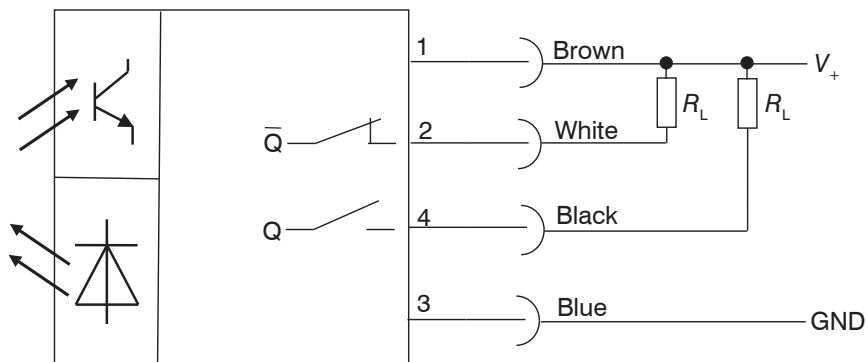 1 Brown V+
RL RL
Q̅ 2 White
Q 4 Black
3 Blue GND